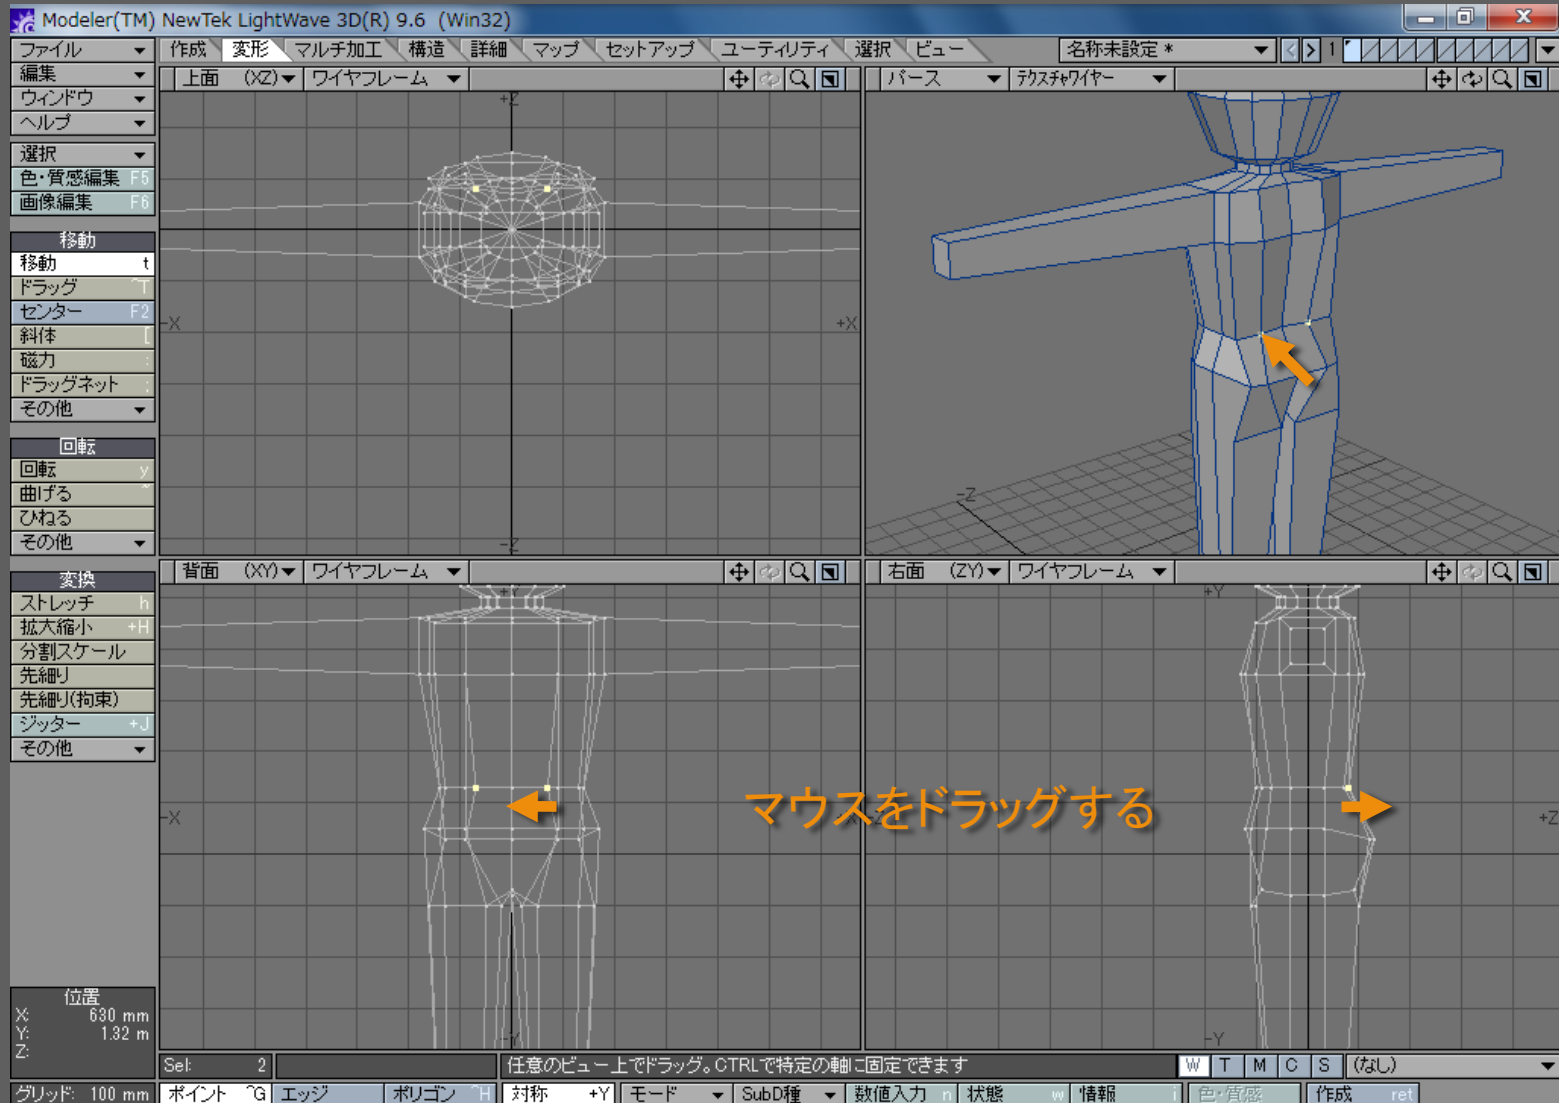 Modeler(TM) NewTek LightWave 3D(R) 9.6 (Win32)
ファイル 作成 変形 マルチ加工 構造 詳細 マップ セットアップ ユーティリティ 選択 ビュー 名称未設定 * 1
編集
ウィンドウ
ヘルプ
選択
色・質感編集 F5
画像編集 F6
移動
移動 t
ドラッグ ^T
センター F2
斜体 [
磁力 :
ドラッグネット ;
その他
回転
回転 y
曲げる ~
ひねる
その他
変換
ストレッチ h
拡大縮小 +H
分割スケール
先細り
先細り(拘束)
ジッター +J
その他
上面 (XZ) ワイヤフレーム
+Z
-X
+X
-Z
パース テクスチャワイヤー
-Z
背面 (XY) ワイヤフレーム
+Y
-X
-Y
右面 (ZY) ワイヤフレーム
+Y
+Z
-Y
マウスをドラッグする
位置
X: 630 mm
Y: 1.32 m
Z:
Sel: 2 任意のビュー上でドラッグ。CTRLで特定の軸に固定できます W T M C S (なし)
グリッド: 100 mm ポイント ^G エッジ ポリゴン ^H 対称 +Y モード SubD種 数値入力 n 状態 w 情報 i 色・質感 作成 ret